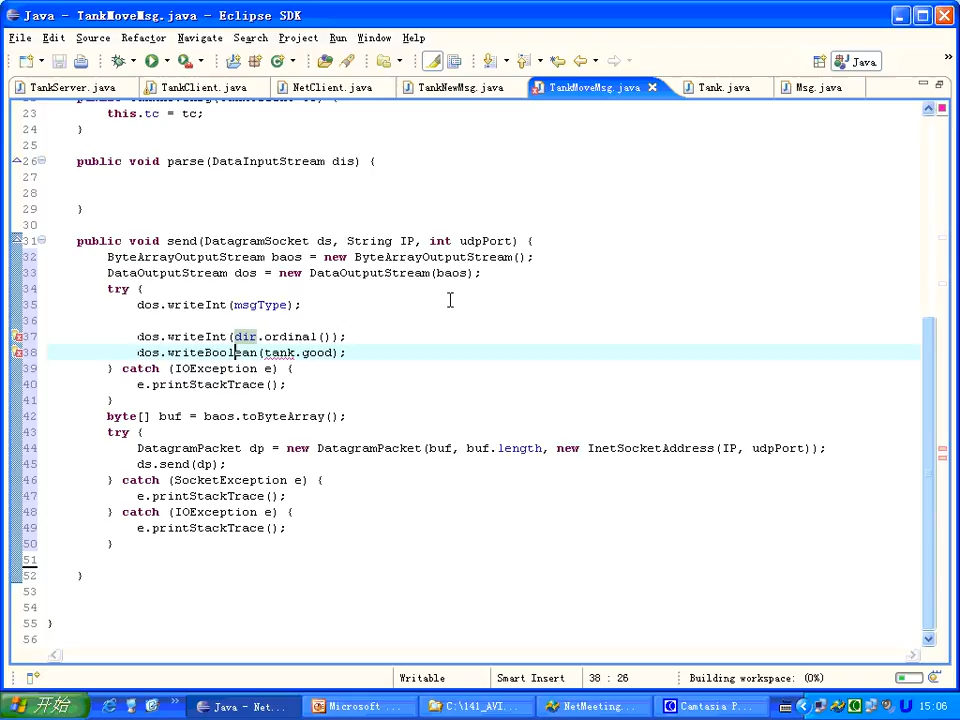 Java - TankMoveMsg.java - Eclipse SDK
File Edit Source Refactor Navigate Search Project Run Window Help
Java »
TankServer.java TankClient.java NetClient.java TankNewMsg.java TankMoveMsg.java Tank.java Msg.java
23 this.tc = tc;
24 }
25
26 public void parse(DataInputStream dis) {
27
28
29 }
30
31 public void send(DatagramSocket ds, String IP, int udpPort) {
32 ByteArrayOutputStream baos = new ByteArrayOutputStream();
33 DataOutputStream dos = new DataOutputStream(baos);
34 try {
35 dos.writeInt(msgType);
36
37 dos.writeInt(dir.ordinal());
38 dos.writeBoolean(tank.good);
39 } catch (IOException e) {
40 e.printStackTrace();
41 }
42 byte[] buf = baos.toByteArray();
43 try {
44 DatagramPacket dp = new DatagramPacket(buf, buf.length, new InetSocketAddress(IP, udpPort));
45 ds.send(dp);
46 } catch (SocketException e) {
47 e.printStackTrace();
48 } catch (IOException e) {
49 e.printStackTrace();
50 }
51
52 }
53
54
55 }
56
Writable Smart Insert 38 : 26 Building workspace: (0%)
开始 » Java - Net... Microsoft ... C:\141_AVI... NetMeeting... Camtasia P... 15:06